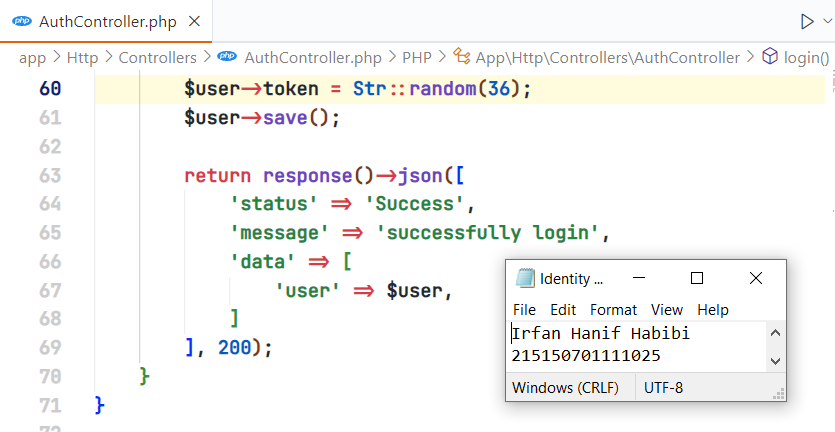 php AuthController.php
app > Http > Controllers > php AuthController.php > PHP > App\Http\Controllers\AuthController > login()
60 $user->token = Str::random(36);
61 $user->save();
62
63 return response()->json([
64 'status' => 'Success',
65 'message' => 'successfully login',
66 'data' => [
67 'user' => $user,
68 ]
69 ], 200);
70 }
71 }
72
Identity ...
File Edit Format View Help
Irfan Hanif Habibi
215150701111025
Windows (CRLF) UTF-8